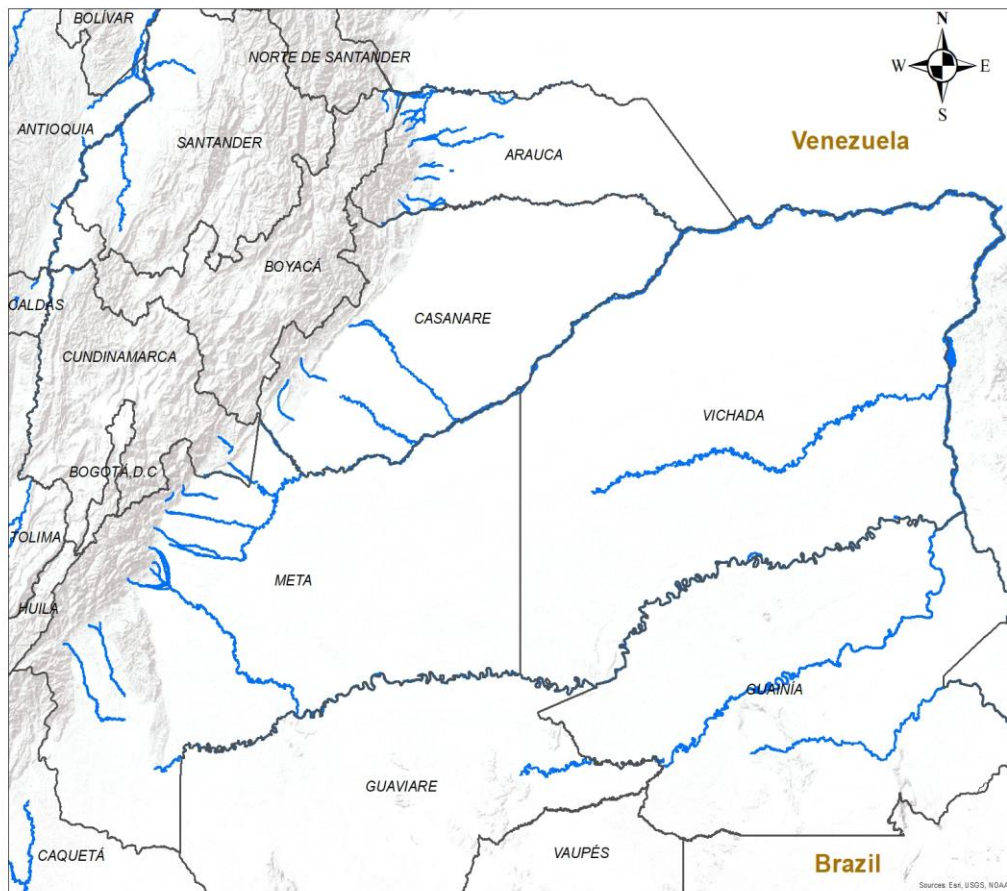 BOLÍVAR
NORTE DE SANTANDER
N
W
E
S
ANTIOQUIA
SANTANDER
ARAUCA
Venezuela
BOYACÁ
CALDAS
CASANARE
CUNDINAMARCA
VICHADA
BOGOTÁ D.C
TOLIMA
META
HUILA
GUAINÍA
GUAVIARE
CAQUETÁ
VAUPÉS
Brazil
Sources: Esri, USGS, NOAA